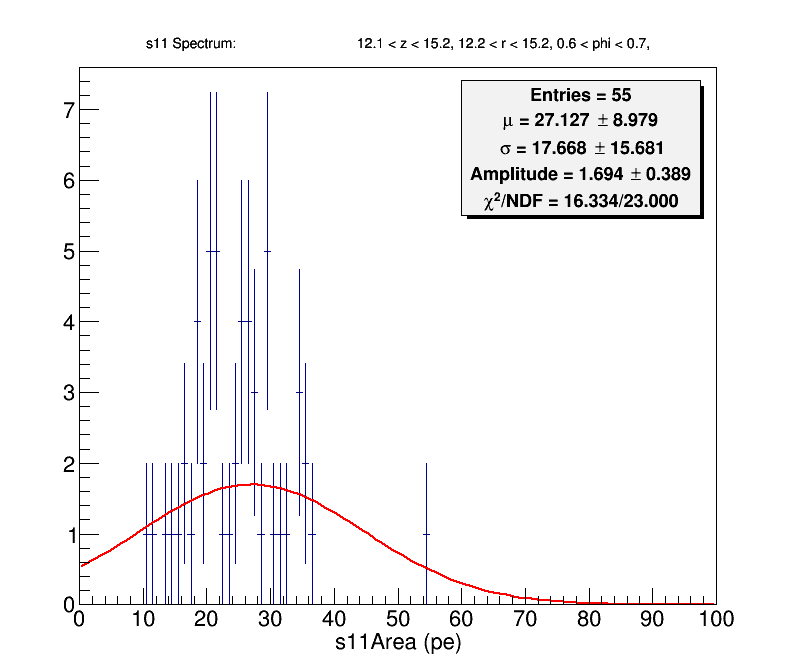 s11 Spectrum: 12.1 < z < 15.2, 12.2 < r < 15.2, 0.6 < phi < 0.7,
Entries = 55
μ = 27.127 ± 8.979
σ = 17.668 ± 15.681
Amplitude = 1.694 ± 0.389
χ²/NDF = 16.334/23.000
7
6
5
4
3
2
1
0
0 10 20 30 40 50 60 70 80 90 100
s11Area (pe)